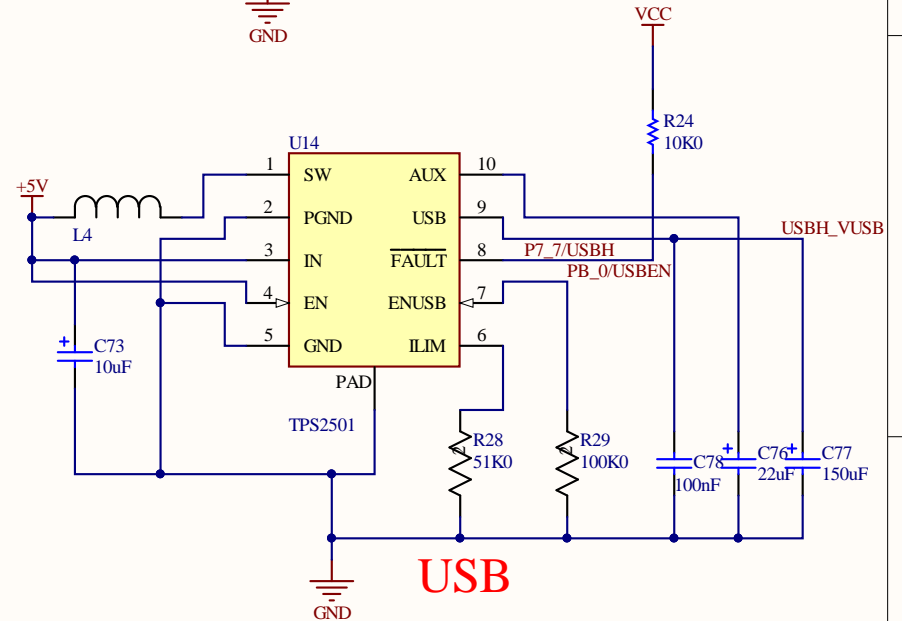 GND
VCC
R24
10K0
U14
1
SW
AUX
10
+5V
2
PGND
USB
9
L4
USBH_VUSB
3
IN
FAULT
8
P7_7/USBH
PB_0/USBEN
4
EN
ENUSB
7
5
GND
ILIM
6
C73
10uF
PAD
TPS2501
R28
51K0
R29
100K0
C78
100nF
C76
22uF
C77
150uF
USB
GND